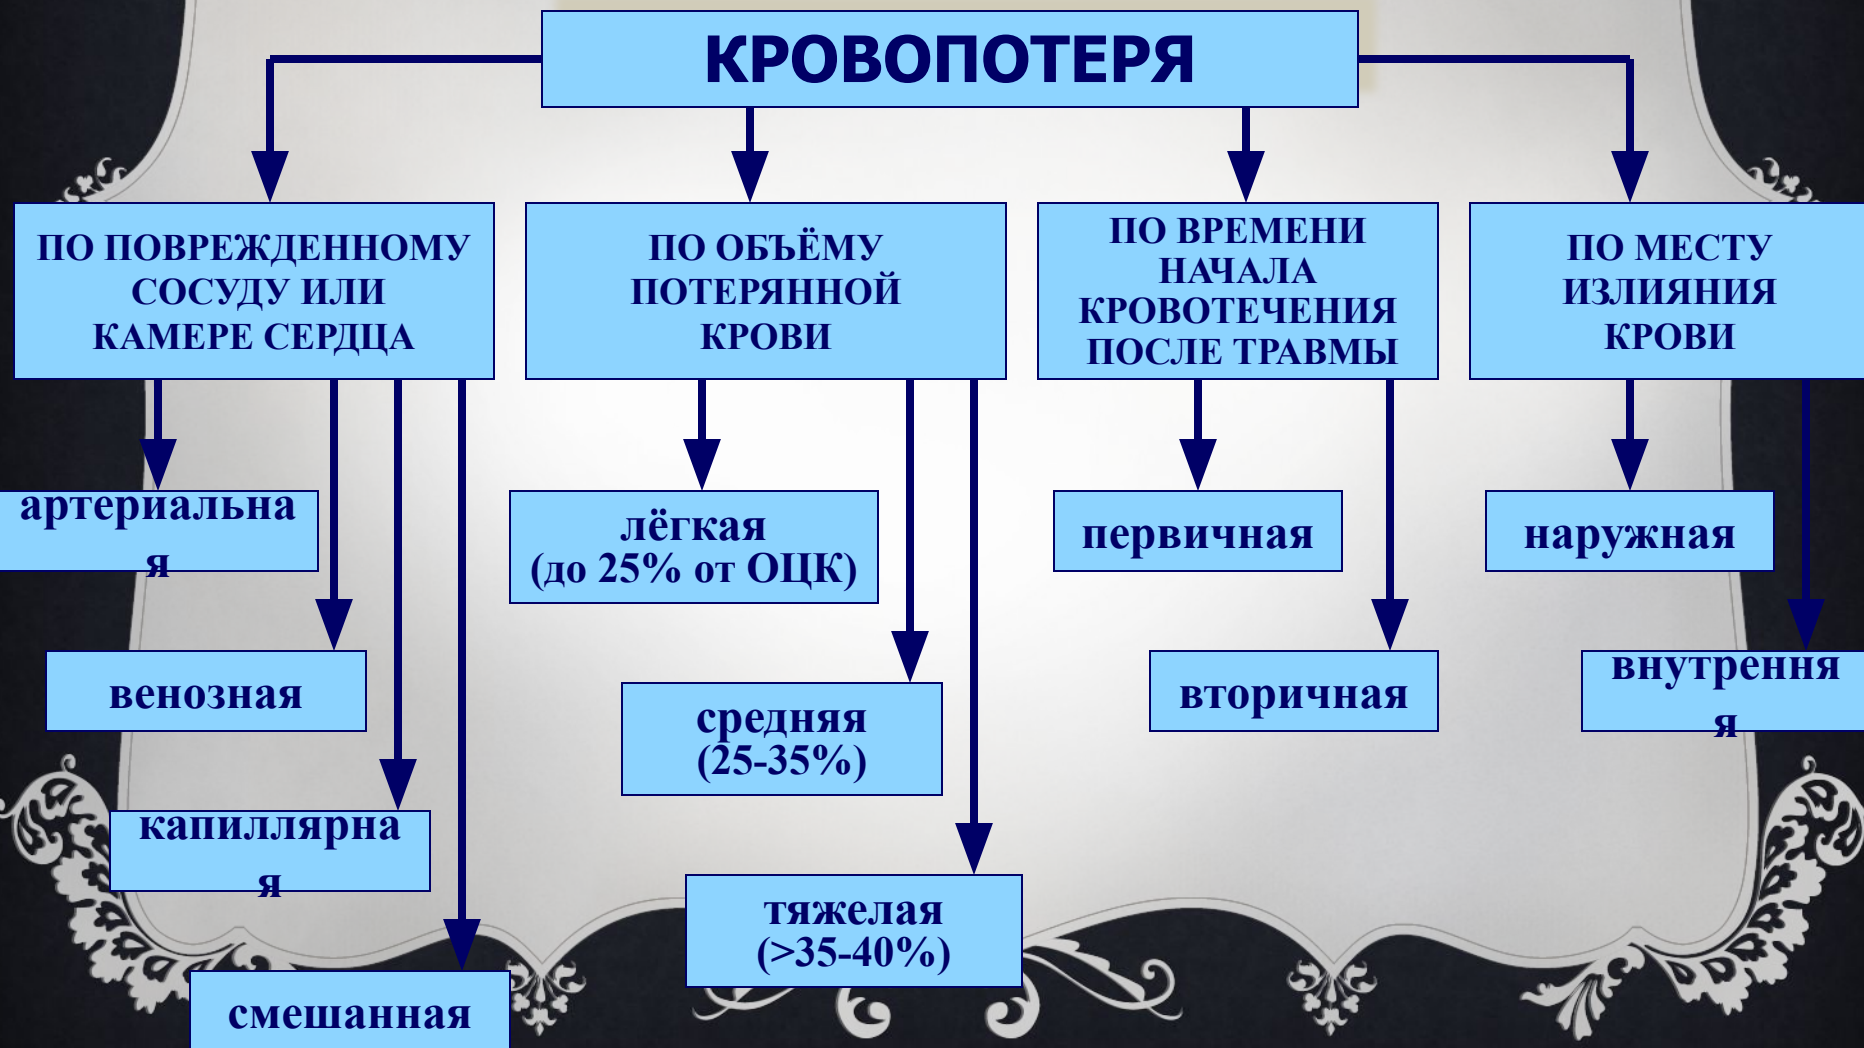 КРОВОПОТЕРЯ
ПО ПОВРЕЖДЕННОМУ
СОСУДУ ИЛИ
КАМЕРЕ СЕРДЦА
ПО ОБЪЁМУ
ПОТЕРЯННОЙ
КРОВИ
ПО ВРЕМЕНИ
НАЧАЛА
КРОВОТЕЧЕНИЯ
ПОСЛЕ ТРАВМЫ
ПО МЕСТУ
ИЗЛИЯНИЯ
КРОВИ
артериальна
я
венозная
капиллярна
я
смешанная
лёгкая
(до 25% от ОЦК)
средняя
(25-35%)
тяжелая
(>35-40%)
первичная
вторичная
наружная
внутрення
я